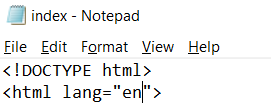 index - Notepad
File Edit Format View Help
<!DOCTYPE html>
<html lang="en">